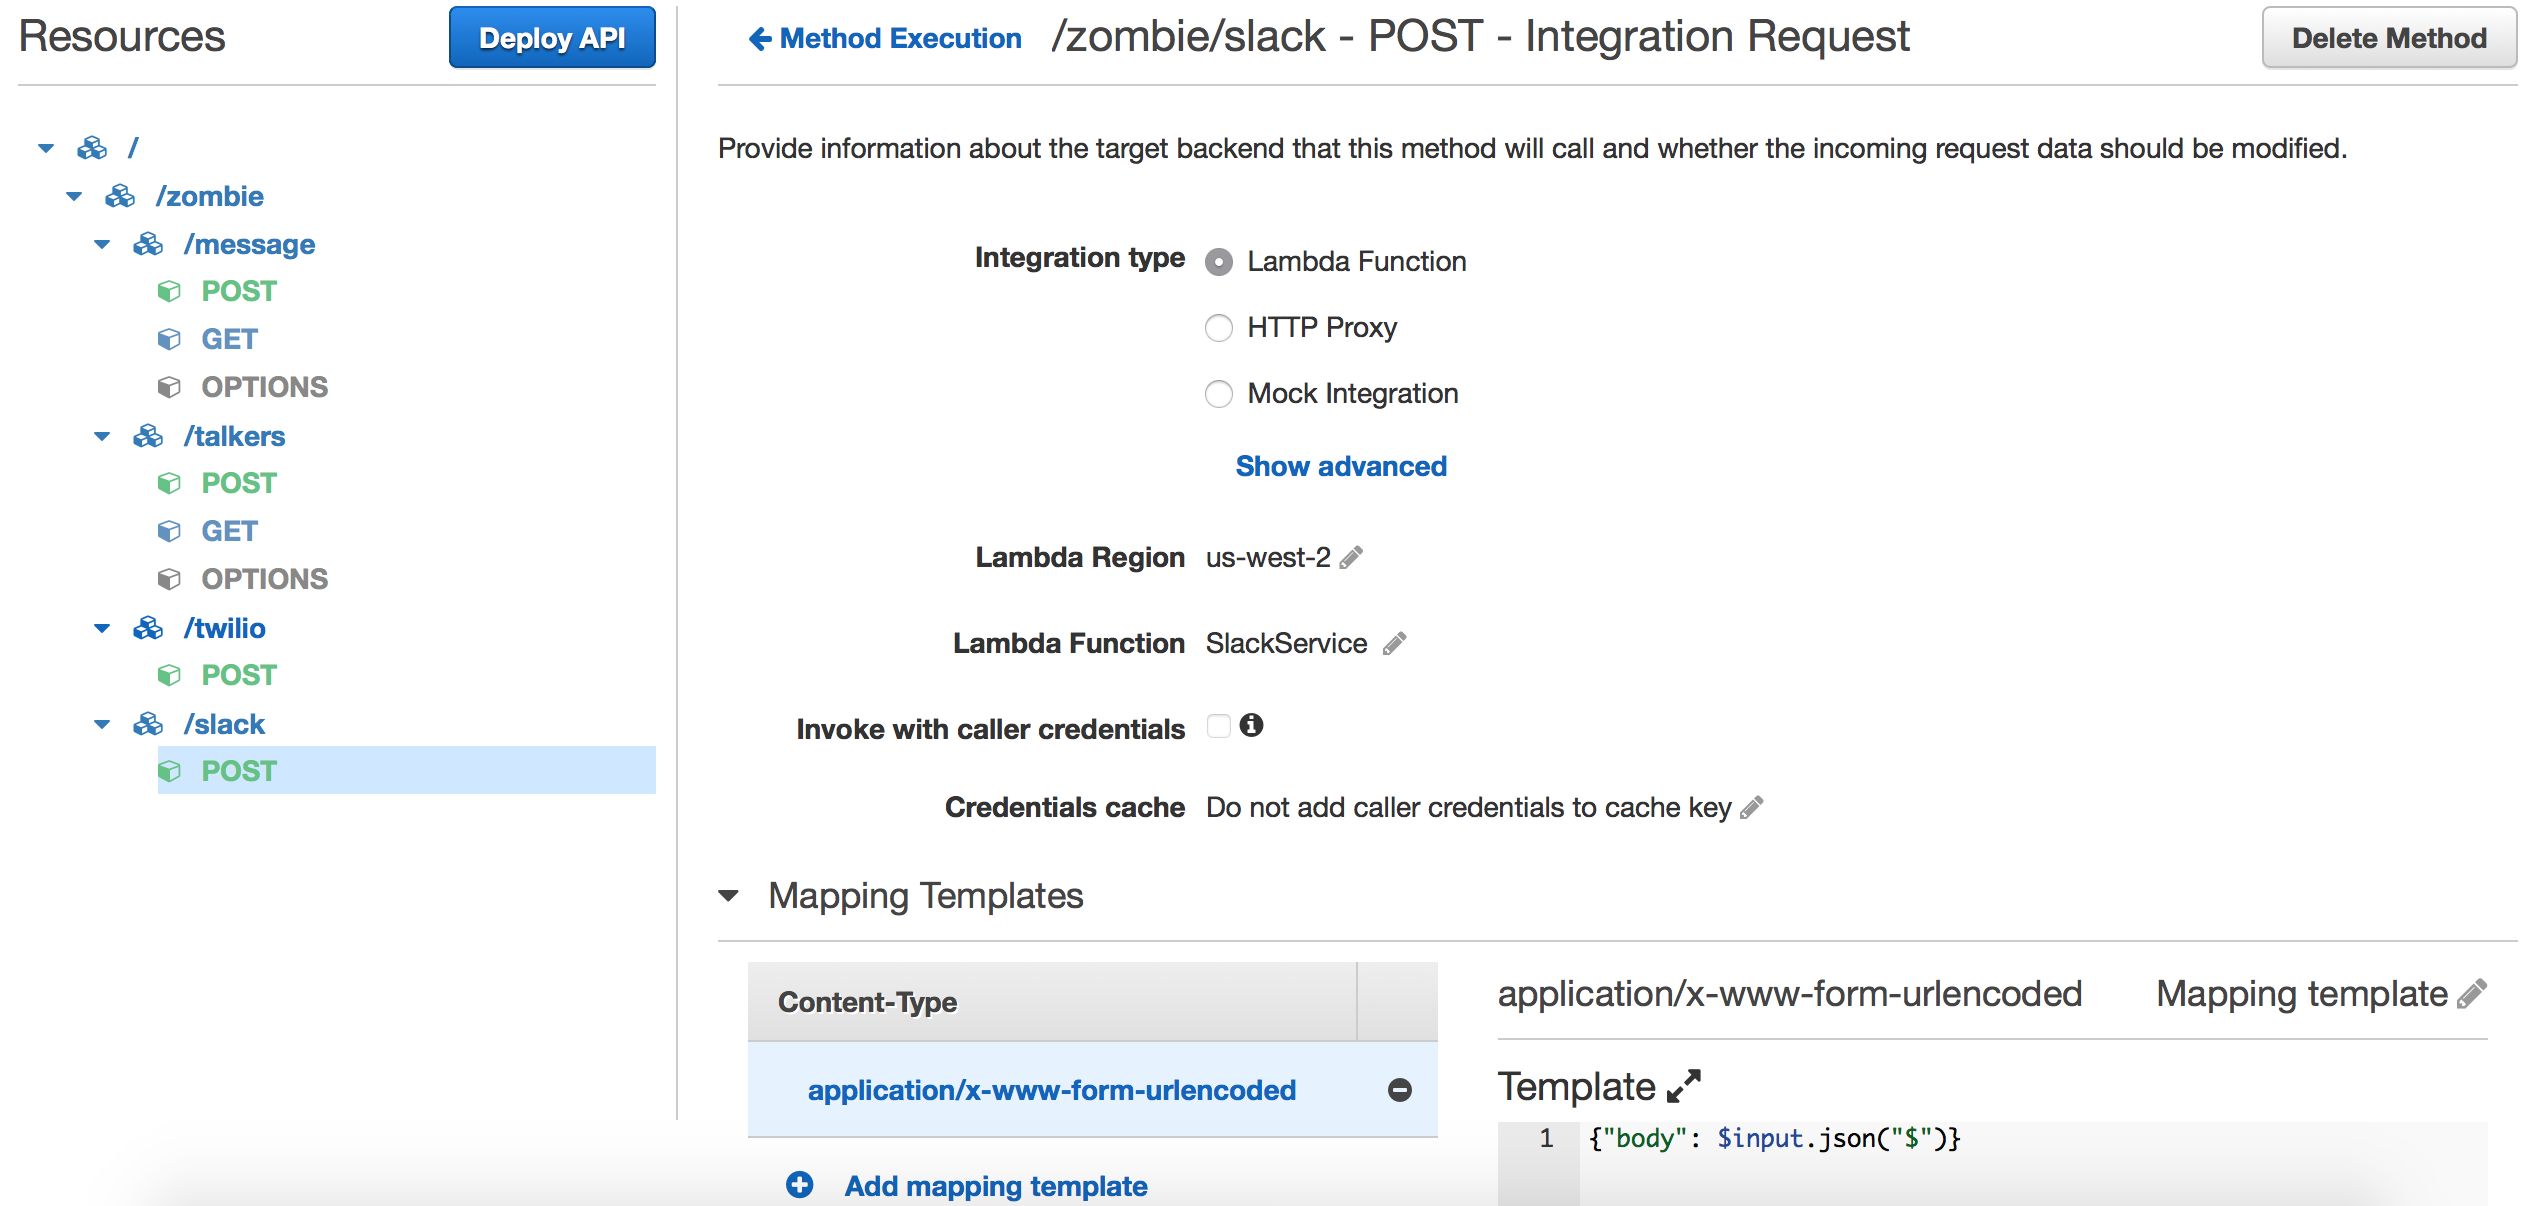 Resources
Deploy API
/
/zombie
/message
POST
GET
OPTIONS
/talkers
POST
GET
OPTIONS
/twilio
POST
/slack
POST
Method Execution
/zombie/slack - POST - Integration Request
Delete Method
Provide information about the target backend that this method will call and whether the incoming request data should be modified.
Integration type
Lambda Function
HTTP Proxy
Mock Integration
Show advanced
Lambda Region us-west-2
Lambda Function SlackService
Invoke with caller credentials
Credentials cache Do not add caller credentials to cache key
Mapping Templates
Content-Type
application/x-www-form-urlencoded
Add mapping template
application/x-www-form-urlencoded
Mapping template
Template
1 {"body": $input.json("$")}